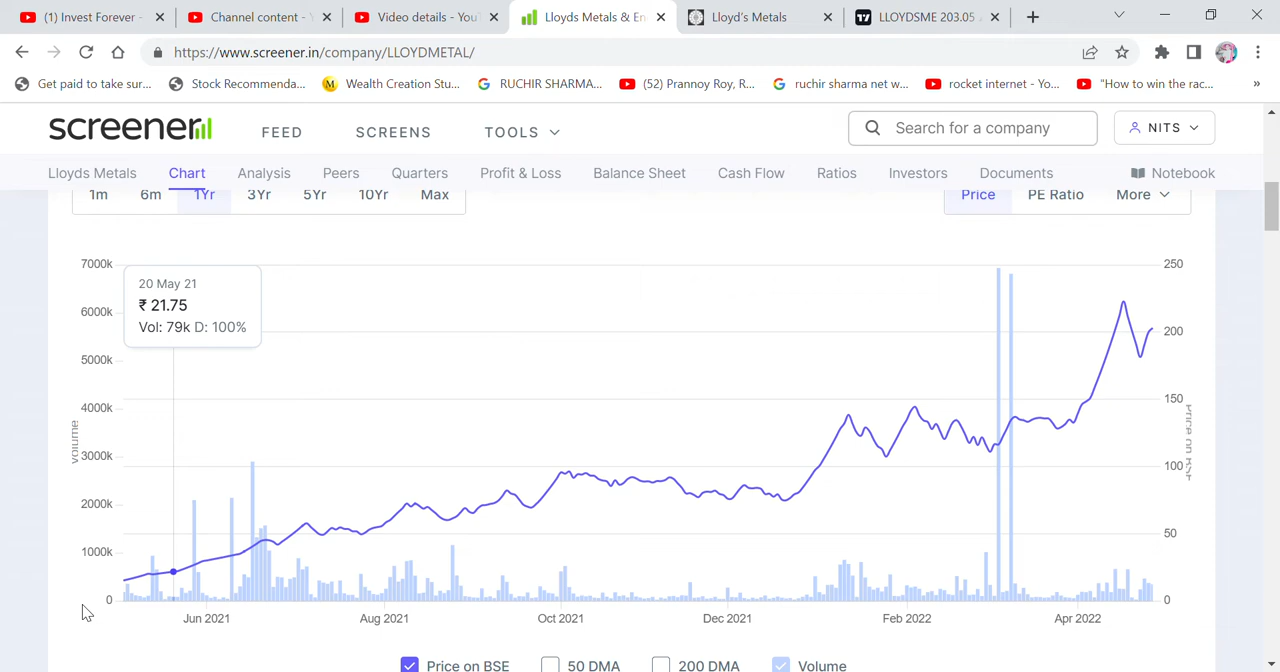 (1) Invest Forever -
Channel content -
Video details - You
Lloyds Metals & En
Lloyd's Metals
LLOYDSME 203.05
https://www.screener.in/company/LLOYDMETAL/
Get paid to take sur...
Stock Recommenda...
Wealth Creation Stu...
RUCHIR SHARMA...
(52) Prannoy Roy, R...
ruchir sharma net w...
rocket internet - Yo...
"How to win the rac...
»
screener
FEED
SCREENS
TOOLS
Search for a company
NITS
Lloyds Metals
Chart
Analysis
Peers
Quarters
Profit & Loss
Balance Sheet
Cash Flow
Ratios
Investors
Documents
Notebook
1m 6m 1Yr 3Yr 5Yr 10Yr Max
Price PE Ratio More
7000k
6000k
5000k
4000k
3000k
2000k
1000k
0
Volume
20 May 21
₹ 21.75
Vol: 79k D: 100%
250
200
150
100
50
0
Price on BSE
Jun 2021 Aug 2021 Oct 2021 Dec 2021 Feb 2022 Apr 2022
Price on BSE 50 DMA 200 DMA Volume